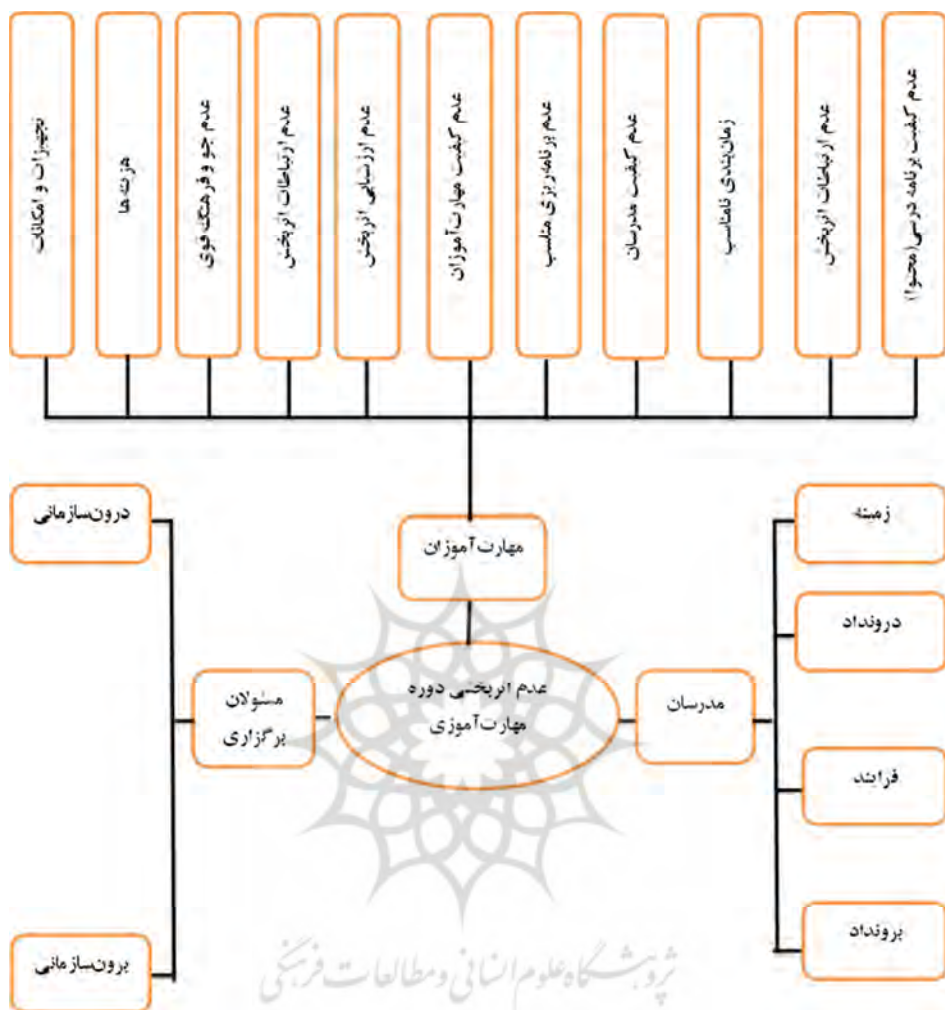 عدم کیفیت برنامه درسی(محتوا)
عدم ارتباطات اثربخش
زمان‌بندی نامناسب
عدم کیفیت مدرسان
عدم برنامه‌ریزی مناسب
عدم کیفیت مهارت‌آموزان
عدم ارزشیابی اثربخش
عدم ارتباطات اثربخش
عدم جو و فرهنگ قوی
هزینه‌ها
تجهیزات و امکانات
زمینه
درون‌سازمانی
مهارت‌آموزان
درونداد
مدرسان
عدم اثربخشی دوره
مهارت‌آموزی
مسئولان
برگزاری
فرایند
برونداد
برون‌سازمانی
پژوهشگاه علوم انسانی و مطالعات فرهنگی